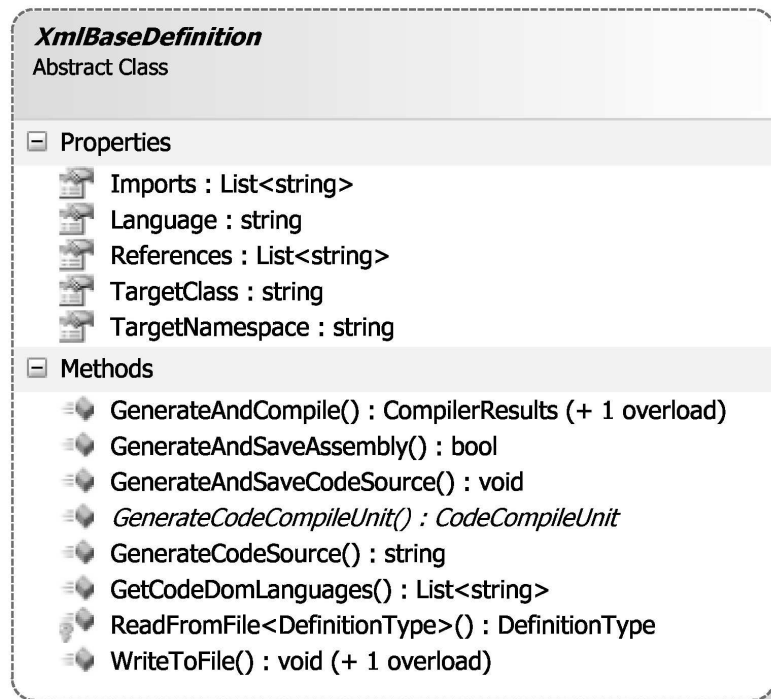 XmlBaseDefinition
Abstract Class
Properties
Imports : List<string>
Language : string
References : List<string>
TargetClass : string
TargetNamespace : string
Methods
GenerateAndCompile() : CompilerResults (+ 1 overload)
GenerateAndSaveAssembly() : bool
GenerateAndSaveCodeSource() : void
GenerateCodeCompileUnit() : CodeCompileUnit
GenerateCodeSource() : string
GetCodeDomLanguages() : List<string>
ReadFromFile<DefinitionType>() : DefinitionType
WriteToFile() : void (+ 1 overload)